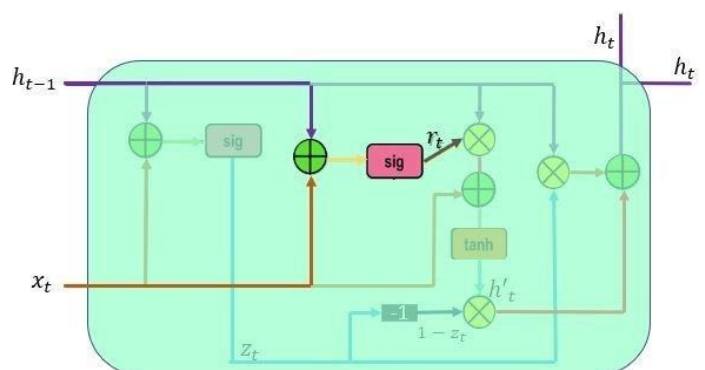 h_t
h_{t-1}
h_t
sig
sig
r_t
tanh
x_t
h'_t
-1
1 - z_t
z_t